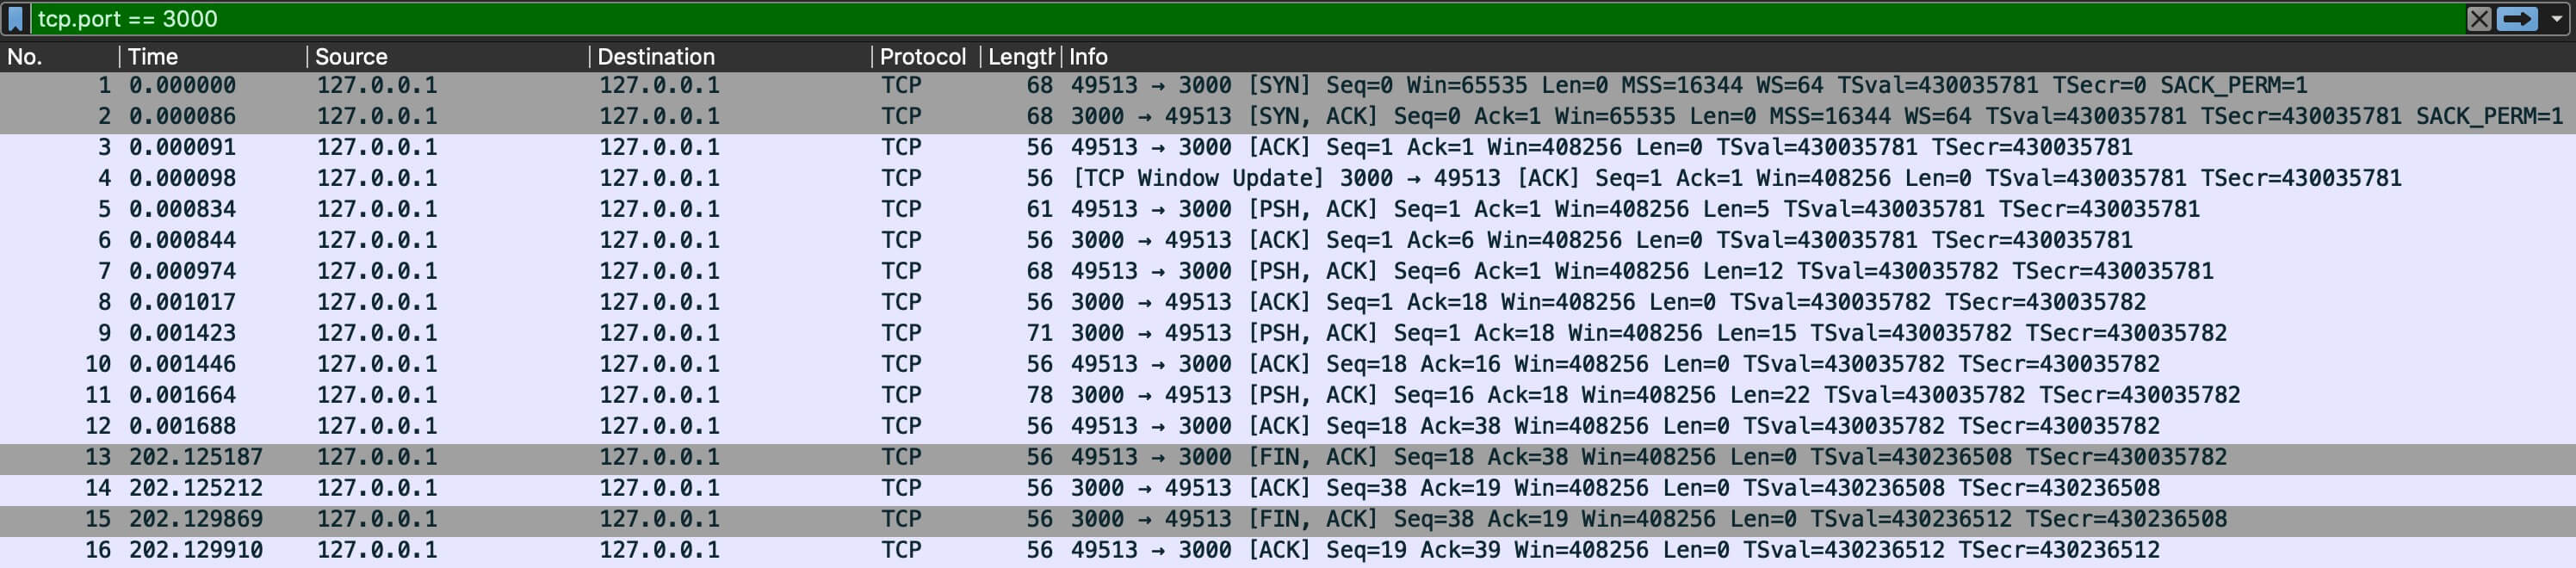 tcp.port == 3000
No. Time Source Destination Protocol Length Info
1 0.000000 127.0.0.1 127.0.0.1 TCP 68 49513 → 3000 [SYN] Seq=0 Win=65535 Len=0 MSS=16344 WS=64 TSval=430035781 TSecr=0 SACK_PERM=1
2 0.000086 127.0.0.1 127.0.0.1 TCP 68 3000 → 49513 [SYN, ACK] Seq=0 Ack=1 Win=65535 Len=0 MSS=16344 WS=64 TSval=430035781 TSecr=430035781 SACK_PERM=1
3 0.000091 127.0.0.1 127.0.0.1 TCP 56 49513 → 3000 [ACK] Seq=1 Ack=1 Win=408256 Len=0 TSval=430035781 TSecr=430035781
4 0.000098 127.0.0.1 127.0.0.1 TCP 56 [TCP Window Update] 3000 → 49513 [ACK] Seq=1 Ack=1 Win=408256 Len=0 TSval=430035781 TSecr=430035781
5 0.000834 127.0.0.1 127.0.0.1 TCP 61 49513 → 3000 [PSH, ACK] Seq=1 Ack=1 Win=408256 Len=5 TSval=430035781 TSecr=430035781
6 0.000844 127.0.0.1 127.0.0.1 TCP 56 3000 → 49513 [ACK] Seq=1 Ack=6 Win=408256 Len=0 TSval=430035781 TSecr=430035781
7 0.000974 127.0.0.1 127.0.0.1 TCP 68 49513 → 3000 [PSH, ACK] Seq=6 Ack=1 Win=408256 Len=12 TSval=430035782 TSecr=430035781
8 0.001017 127.0.0.1 127.0.0.1 TCP 56 3000 → 49513 [ACK] Seq=1 Ack=18 Win=408256 Len=0 TSval=430035782 TSecr=430035782
9 0.001423 127.0.0.1 127.0.0.1 TCP 71 3000 → 49513 [PSH, ACK] Seq=1 Ack=18 Win=408256 Len=15 TSval=430035782 TSecr=430035782
10 0.001446 127.0.0.1 127.0.0.1 TCP 56 49513 → 3000 [ACK] Seq=18 Ack=16 Win=408256 Len=0 TSval=430035782 TSecr=430035782
11 0.001664 127.0.0.1 127.0.0.1 TCP 78 3000 → 49513 [PSH, ACK] Seq=16 Ack=18 Win=408256 Len=22 TSval=430035782 TSecr=430035782
12 0.001688 127.0.0.1 127.0.0.1 TCP 56 49513 → 3000 [ACK] Seq=18 Ack=38 Win=408256 Len=0 TSval=430035782 TSecr=430035782
13 202.125187 127.0.0.1 127.0.0.1 TCP 56 49513 → 3000 [FIN, ACK] Seq=18 Ack=38 Win=408256 Len=0 TSval=430236508 TSecr=430035782
14 202.125212 127.0.0.1 127.0.0.1 TCP 56 3000 → 49513 [ACK] Seq=38 Ack=19 Win=408256 Len=0 TSval=430236508 TSecr=430236508
15 202.129869 127.0.0.1 127.0.0.1 TCP 56 3000 → 49513 [FIN, ACK] Seq=38 Ack=19 Win=408256 Len=0 TSval=430236512 TSecr=430236508
16 202.129910 127.0.0.1 127.0.0.1 TCP 56 49513 → 3000 [ACK] Seq=19 Ack=39 Win=408256 Len=0 TSval=430236512 TSecr=430236512